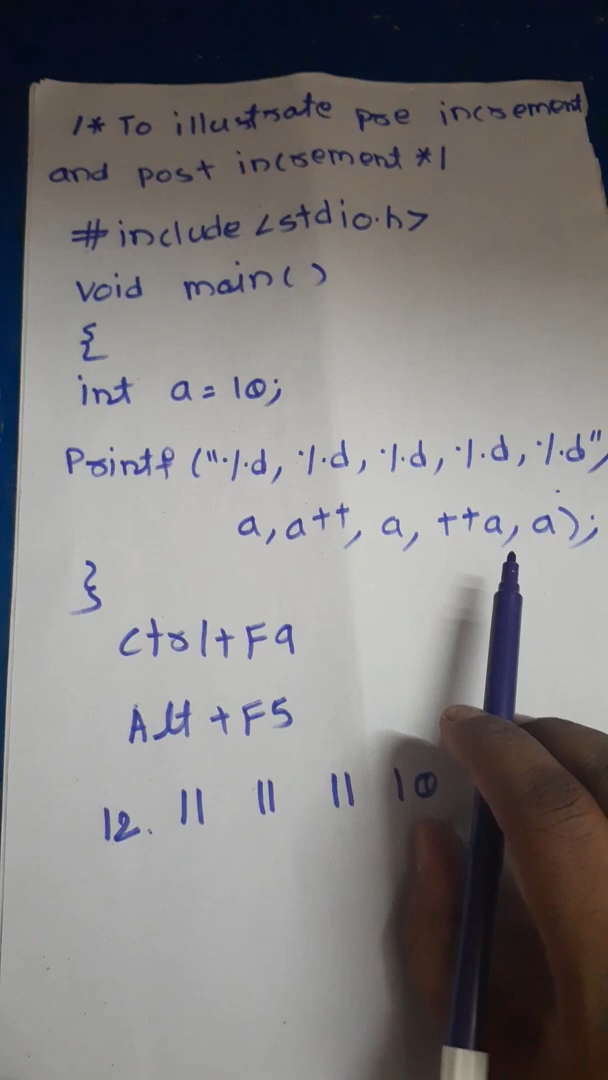 /* To illustrate pre increment
and post increment */
#include <stdio.h>
void main()
{
int a=10;
Printf ("%d, %d, %d, %d, %d",
a, a++, a, ++a, a);
}
Ctrl+F9
Alt+F5
12. 11 11 11 10